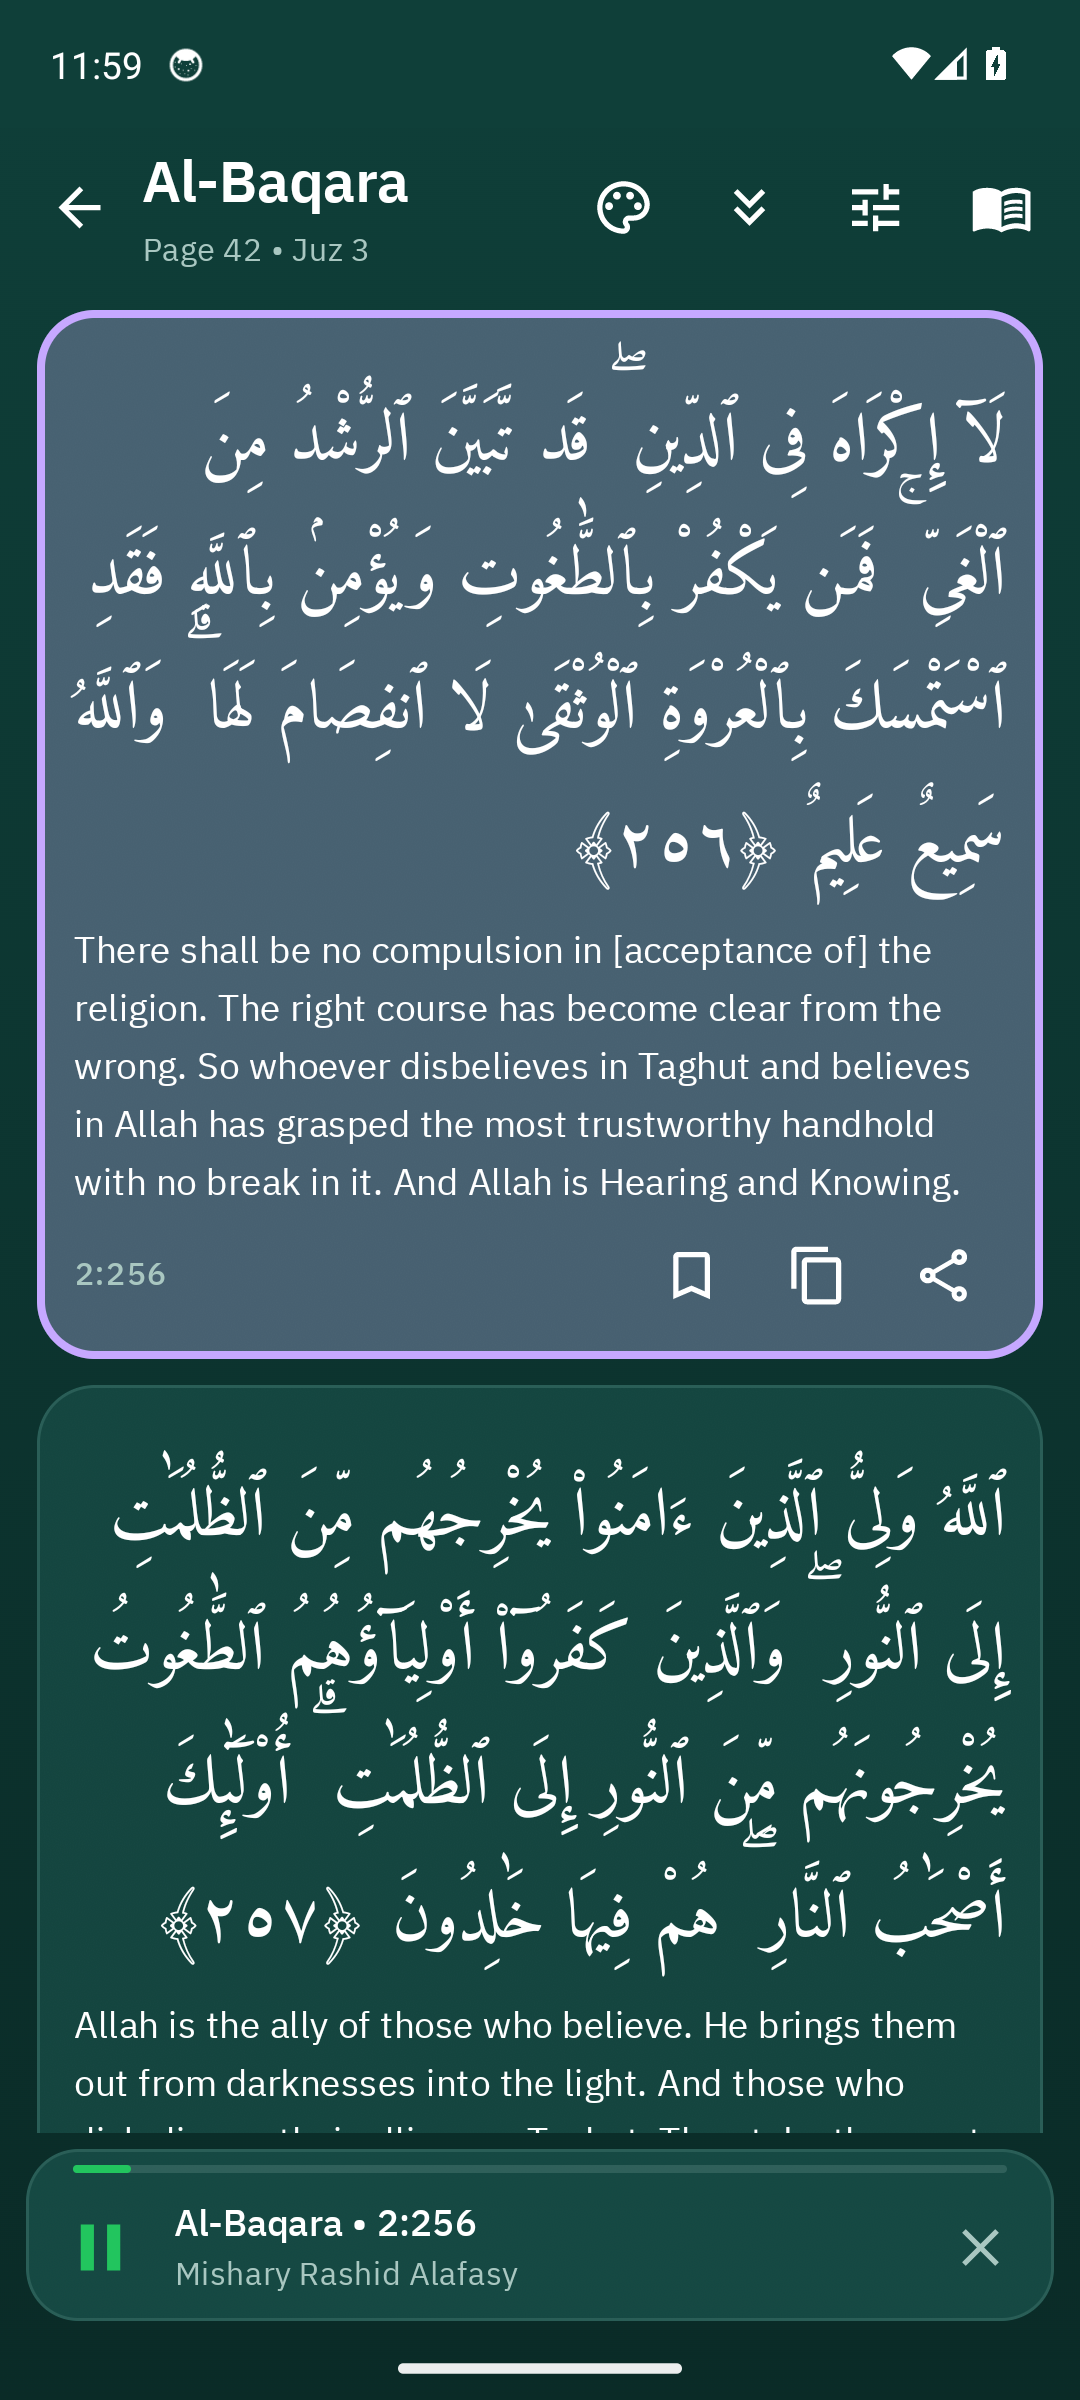 11:59
Al-Baqara
Page 42 • Juz 3
لَآ إِكْرَاهَ فِى ٱلدِّينِ ۖ قَد تَّبَيَّنَ ٱلرُّشْدُ مِنَ
ٱلْغَىِّ ۚ فَمَن يَكْفُرْ بِٱلطَّٰغُوتِ وَيُؤْمِنۢ بِٱللَّهِ فَقَدِ
ٱسْتَمْسَكَ بِٱلْعُرْوَةِ ٱلْوُثْقَىٰ لَا ٱنفِصَامَ لَهَا ۗ وَٱللَّهُ
سَمِيعٌ عَلِيمٌ ﴿٢٥٦﴾
There shall be no compulsion in [acceptance of] the
religion. The right course has become clear from the
wrong. So whoever disbelieves in Taghut and believes
in Allah has grasped the most trustworthy handhold
with no break in it. And Allah is Hearing and Knowing.
2:256
ٱللَّهُ وَلِىُّ ٱلَّذِينَ ءَامَنُوا۟ يُخْرِجُهُم مِّنَ ٱلظُّلُمَٰتِ
إِلَى ٱلنُّورِ ۖ وَٱلَّذِينَ كَفَرُوٓا۟ أَوْلِيَآؤُهُمُ ٱلطَّٰغُوتُ
يُخْرِجُونَهُم مِّنَ ٱلنُّورِ إِلَى ٱلظُّلُمَٰتِ ۗ أُو۟لَٰٓئِكَ
أَصْحَٰبُ ٱلنَّارِ ۖ هُمْ فِيهَا خَٰلِدُونَ ﴿٢٥٧﴾
Allah is the ally of those who believe. He brings them
out from darknesses into the light. And those who
Al-Baqara • 2:256
Mishary Rashid Alafasy